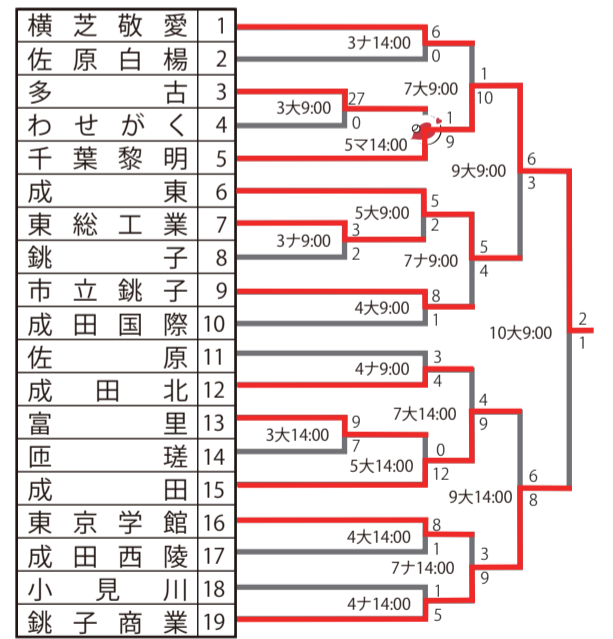 横芝敬愛 1
佐原白楊 2
多古 3
わせがく 4
千葉黎明 5
成東 6
東総工業 7
銚子 8
市立銚子 9
成田国際 10
佐原 11
成田北 12
富里 13
匝瑳 14
成田 15
東京学館 16
成田西陵 17
小見川 18
銚子商業 19
3ナ14:00
6
0
3大9:00
27
0
5マ14:00
1
9
7大9:00
1
10
5大9:00
5
2
3ナ9:00
3
2
7ナ9:00
5
4
4大9:00
8
1
9大9:00
6
3
10大9:00
2
1
4ナ9:00
3
4
7大14:00
4
9
3大14:00
9
7
5大14:00
0
12
9大14:00
6
8
4大14:00
8
1
7ナ14:00
3
9
4ナ14:00
1
5